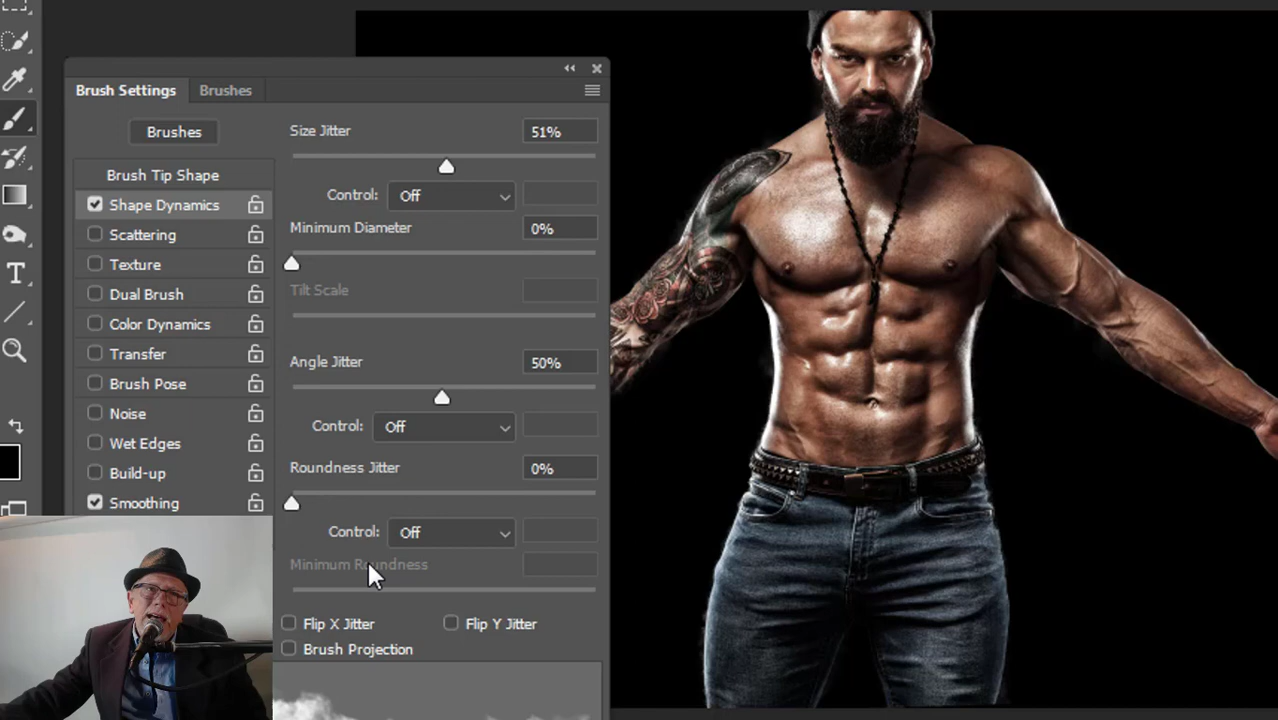 Brush Settings
Brushes
Brushes
Brush Tip Shape
Shape Dynamics
Scattering
Texture
Dual Brush
Color Dynamics
Transfer
Brush Pose
Noise
Wet Edges
Build-up
Smoothing
Size Jitter 51%
Control: Off
Minimum Diameter 0%
Tilt Scale
Angle Jitter 50%
Control: Off
Roundness Jitter 0%
Control: Off
Minimum Roundness
Flip X Jitter Flip Y Jitter
Brush Projection